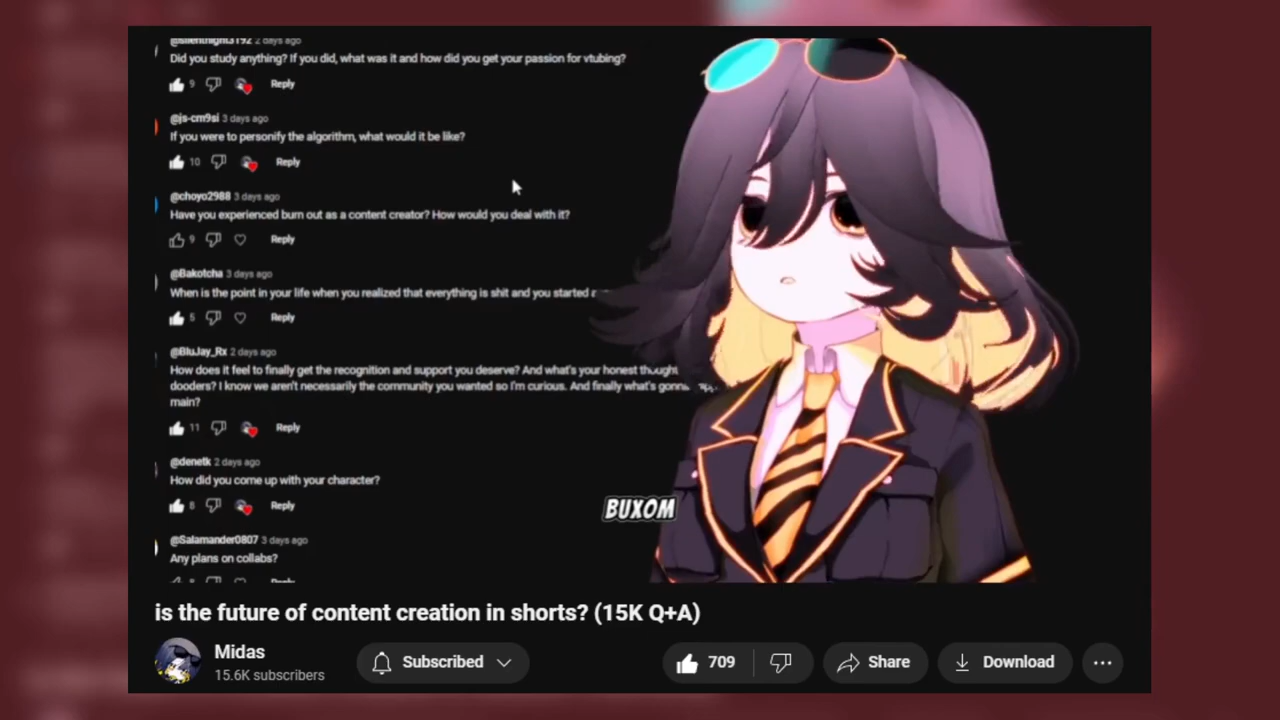 @silentnight3192 2 days ago
Did you study anything? If you did, what was it and how did you get your passion for vtubing?
9 Reply
@js-cm9si 3 days ago
If you were to personify the algorithm, what would it be like?
10 Reply
@choyo2988 3 days ago
Have you experienced burn out as a content creator? How would you deal with it?
9 Reply
@Bakotcha 3 days ago
When is the point in your life when you realized that everything is shit and you started
5 Reply
@BluJay_Rx 2 days ago
How does it feel to finally get the recognition and support you deserve? And what's your honest thought
dooders? I know we aren't necessarily the community you wanted so I'm curious. And finally what's gonn
main?
11 Reply
@denetk 2 days ago
How did you come up with your character?
8 Reply
@Salamander0807 3 days ago
Any plans on collabs?
BUXOM
is the future of content creation in shorts? (15K Q+A)
Midas
15.6K subscribers
Subscribed
709
Share
Download